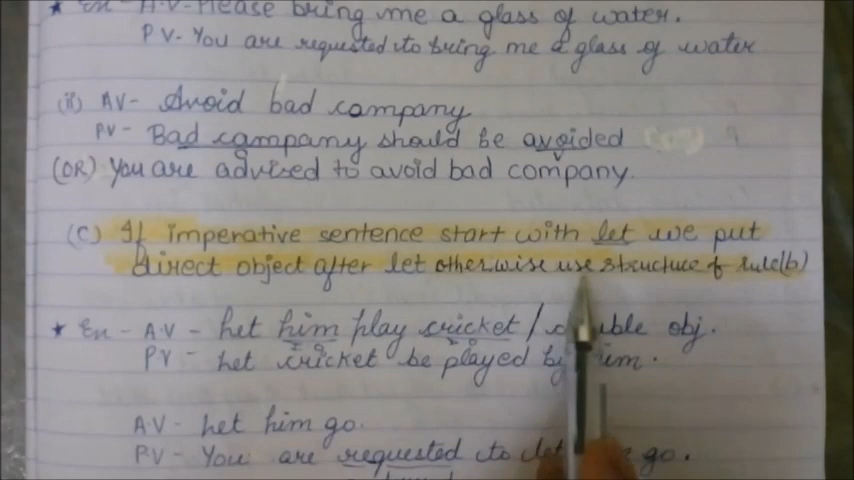 * Ex - A.V- Please bring me a glass of water.
P V- You are requested to bring me a glass of water
(ii) AV- Avoid bad company
PV- Bad company should be avoided
(OR) You are advised to avoid bad company.
(C) If imperative sentence start with let we put
direct object after let otherwise use structure of rule(b)
* Ex - A.V - Let him play cricket / obj.
PV - Let cricket be played by him.
A.V- Let him go.
PV - You are requested to let go.